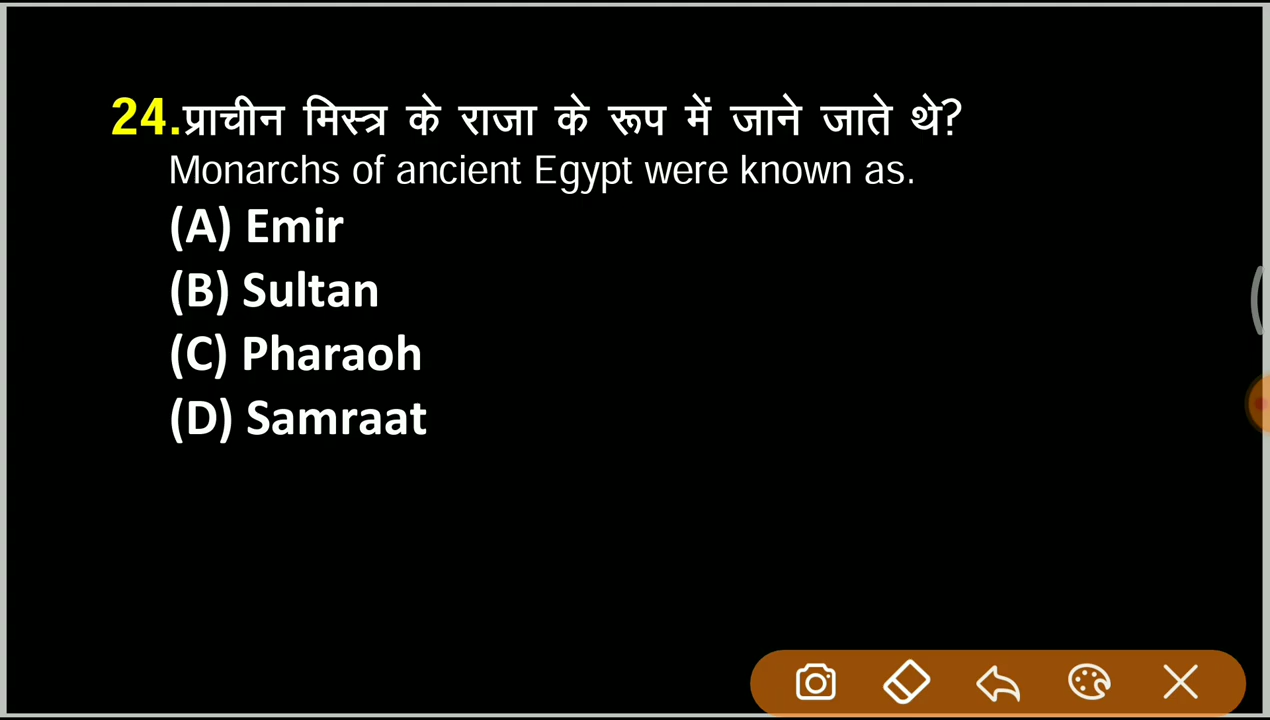 24.प्राचीन मिस्त्र के राजा के रूप में जाने जाते थे?
Monarchs of ancient Egypt were known as.
(A) Emir
(B) Sultan
(C) Pharaoh
(D) Samraat